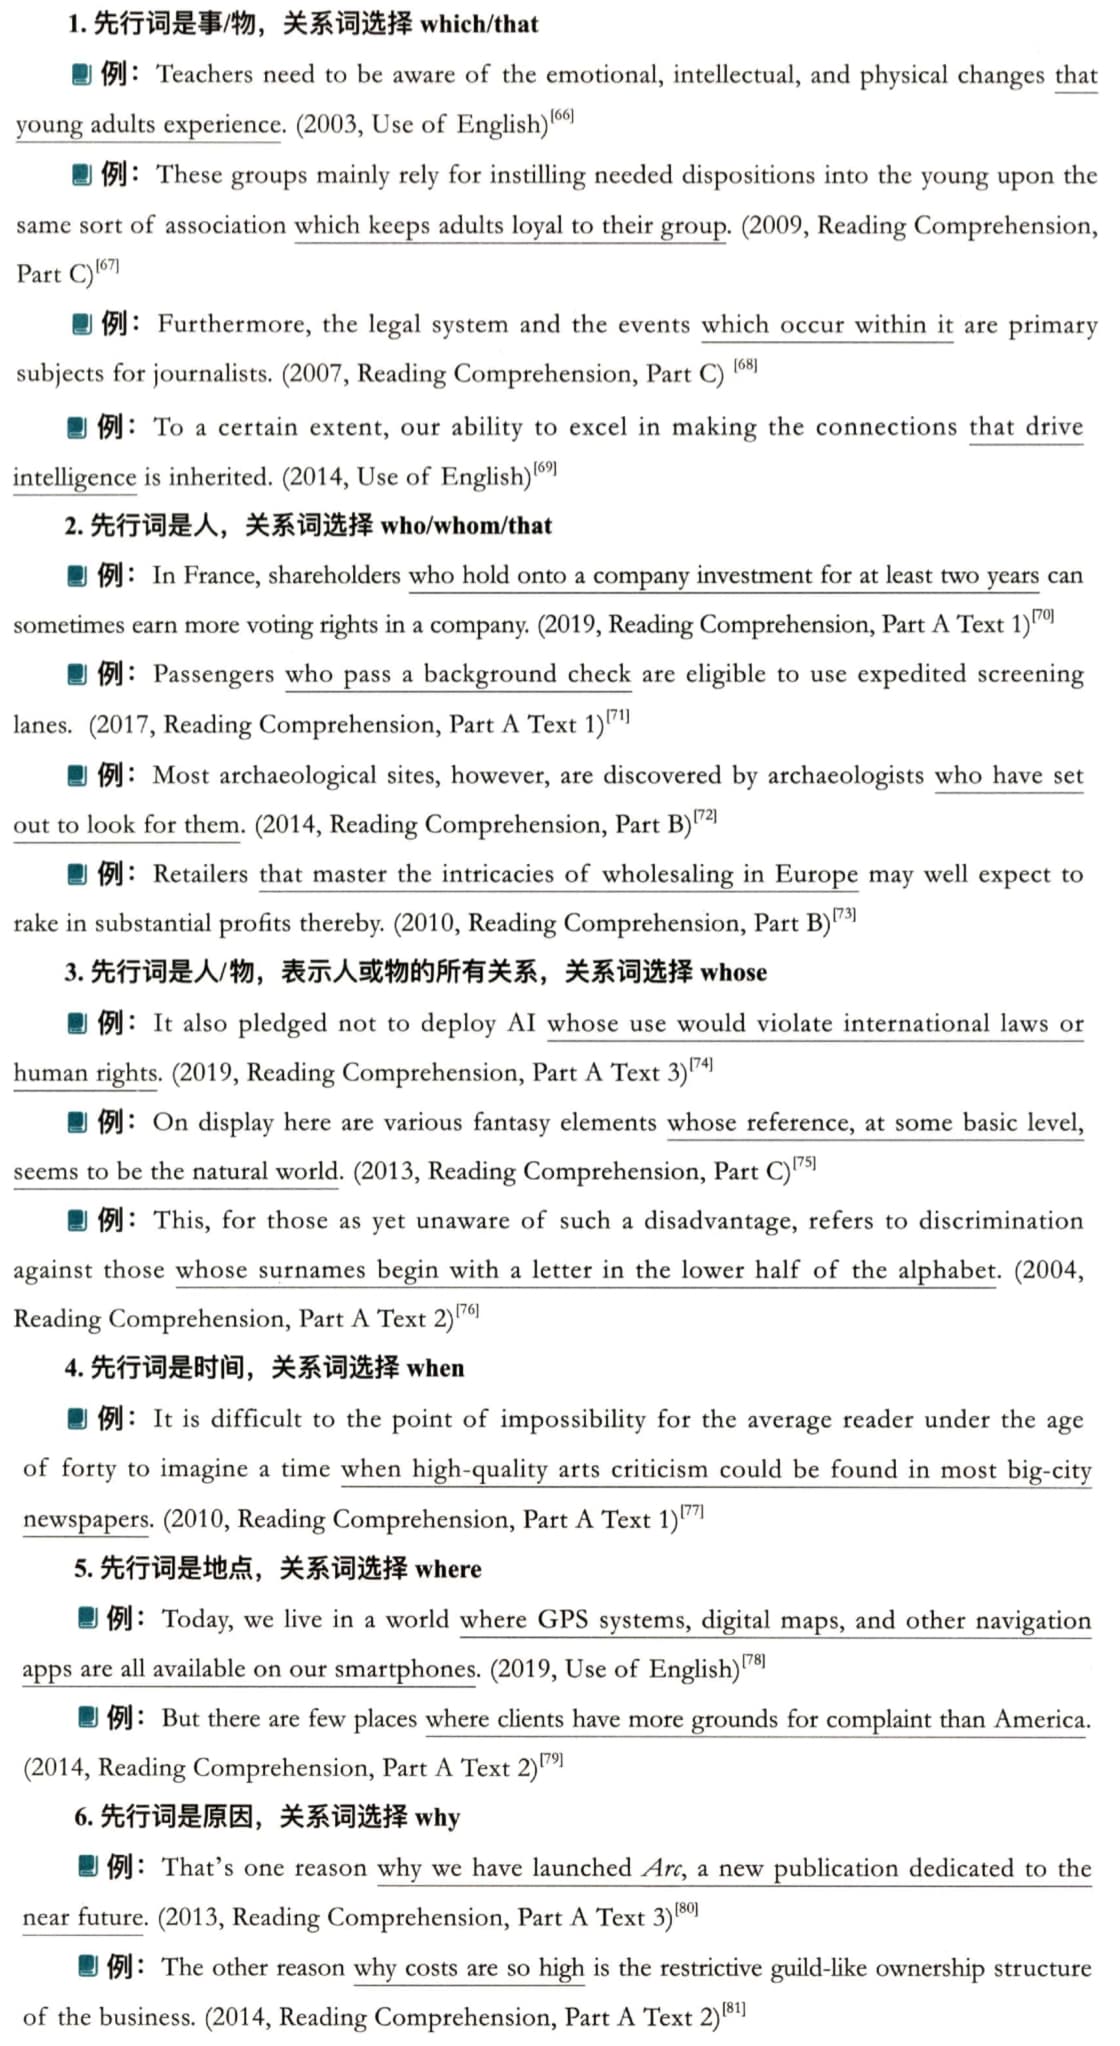 1. 先行词是事/物，关系词选择 which/that
例：Teachers need to be aware of the emotional, intellectual, and physical changes that
young adults experience. (2003, Use of English)[66]
例：These groups mainly rely for instilling needed dispositions into the young upon the
same sort of association which keeps adults loyal to their group. (2009, Reading Comprehension,
Part C)[67]
例：Furthermore, the legal system and the events which occur within it are primary
subjects for journalists. (2007, Reading Comprehension, Part C) [68]
例：To a certain extent, our ability to excel in making the connections that drive
intelligence is inherited. (2014, Use of English)[69]
2. 先行词是人，关系词选择 who/whom/that
例：In France, shareholders who hold onto a company investment for at least two years can
sometimes earn more voting rights in a company. (2019, Reading Comprehension, Part A Text 1)[70]
例：Passengers who pass a background check are eligible to use expedited screening
lanes. (2017, Reading Comprehension, Part A Text 1)[71]
例：Most archaeological sites, however, are discovered by archaeologists who have set
out to look for them. (2014, Reading Comprehension, Part B)[72]
例：Retailers that master the intricacies of wholesaling in Europe may well expect to
rake in substantial profits thereby. (2010, Reading Comprehension, Part B)[73]
3. 先行词是人/物，表示人或物的所有关系，关系词选择 whose
例：It also pledged not to deploy AI whose use would violate international laws or
human rights. (2019, Reading Comprehension, Part A Text 3)[74]
例：On display here are various fantasy elements whose reference, at some basic level,
seems to be the natural world. (2013, Reading Comprehension, Part C)[75]
例：This, for those as yet unaware of such a disadvantage, refers to discrimination
against those whose surnames begin with a letter in the lower half of the alphabet. (2004,
Reading Comprehension, Part A Text 2)[76]
4. 先行词是时间，关系词选择 when
例：It is difficult to the point of impossibility for the average reader under the age
of forty to imagine a time when high-quality arts criticism could be found in most big-city
newspapers. (2010, Reading Comprehension, Part A Text 1)[77]
5. 先行词是地点，关系词选择 where
例：Today, we live in a world where GPS systems, digital maps, and other navigation
apps are all available on our smartphones. (2019, Use of English)[78]
例：But there are few places where clients have more grounds for complaint than America.
(2014, Reading Comprehension, Part A Text 2)[79]
6. 先行词是原因，关系词选择 why
例：That's one reason why we have launched Arc, a new publication dedicated to the
near future. (2013, Reading Comprehension, Part A Text 3)[80]
例：The other reason why costs are so high is the restrictive guild-like ownership structure
of the business. (2014, Reading Comprehension, Part A Text 2)[81]